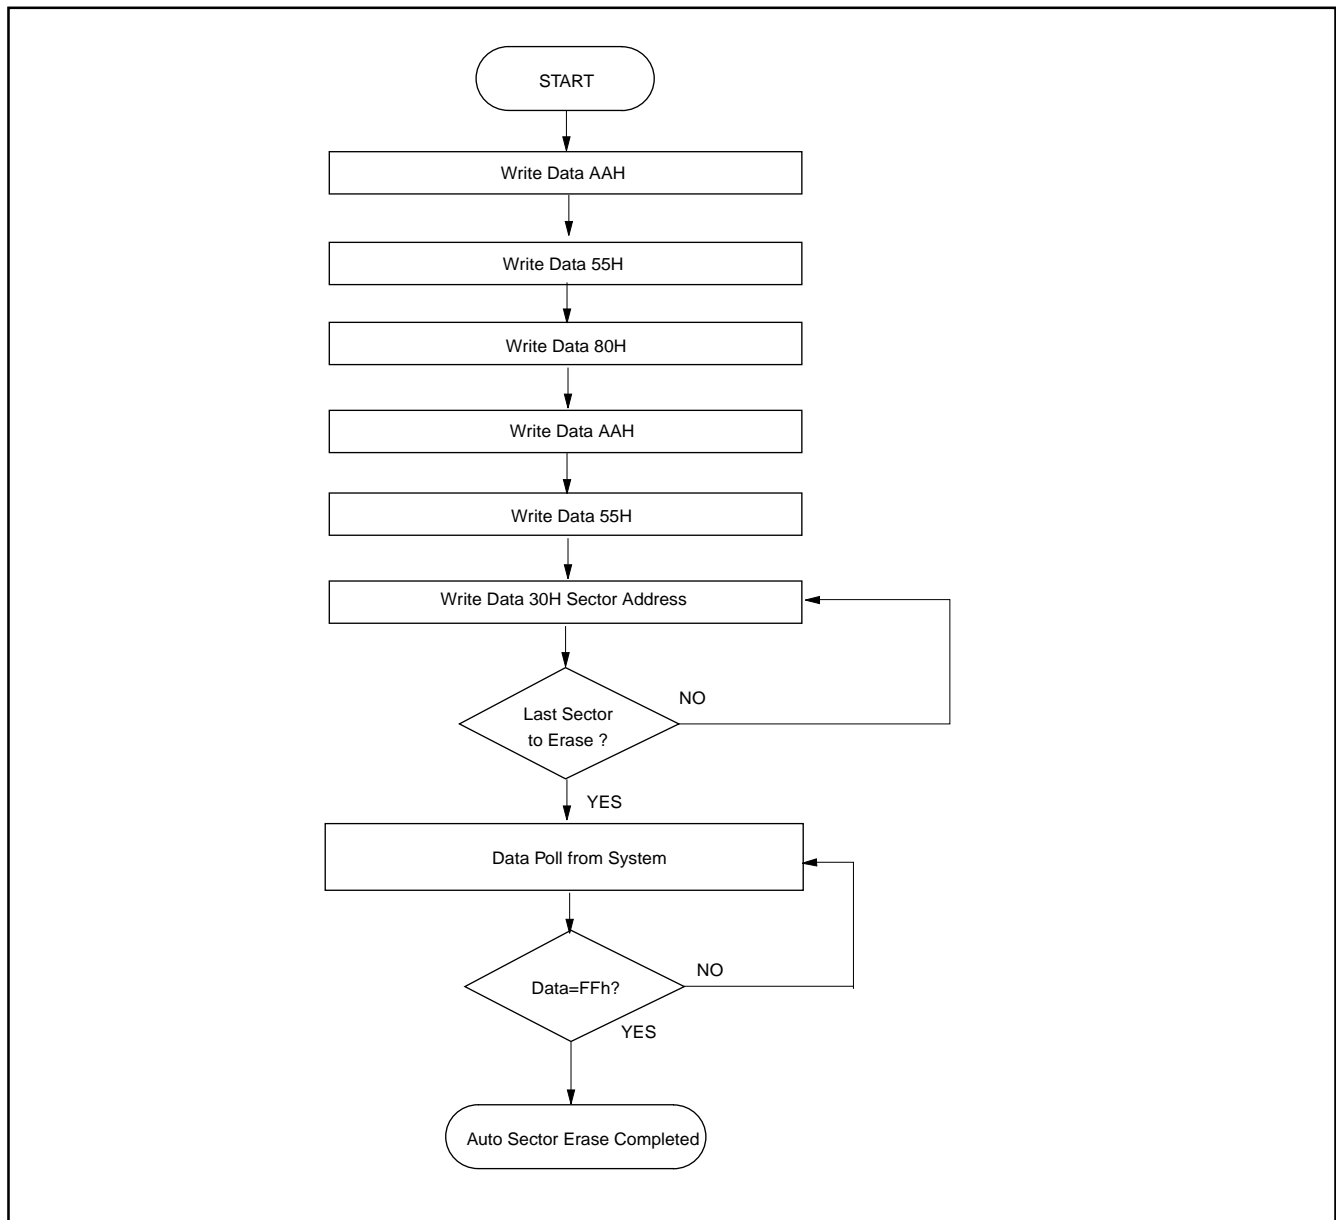 START
Write Data AAH
Write Data 55H
Write Data 80H
Write Data AAH
Write Data 55H
Write Data 30H Sector Address
NO
Last Sector
to Erase ?
YES
Data Poll from System
NO
Data=FFh?
YES
Auto Sector Erase Completed